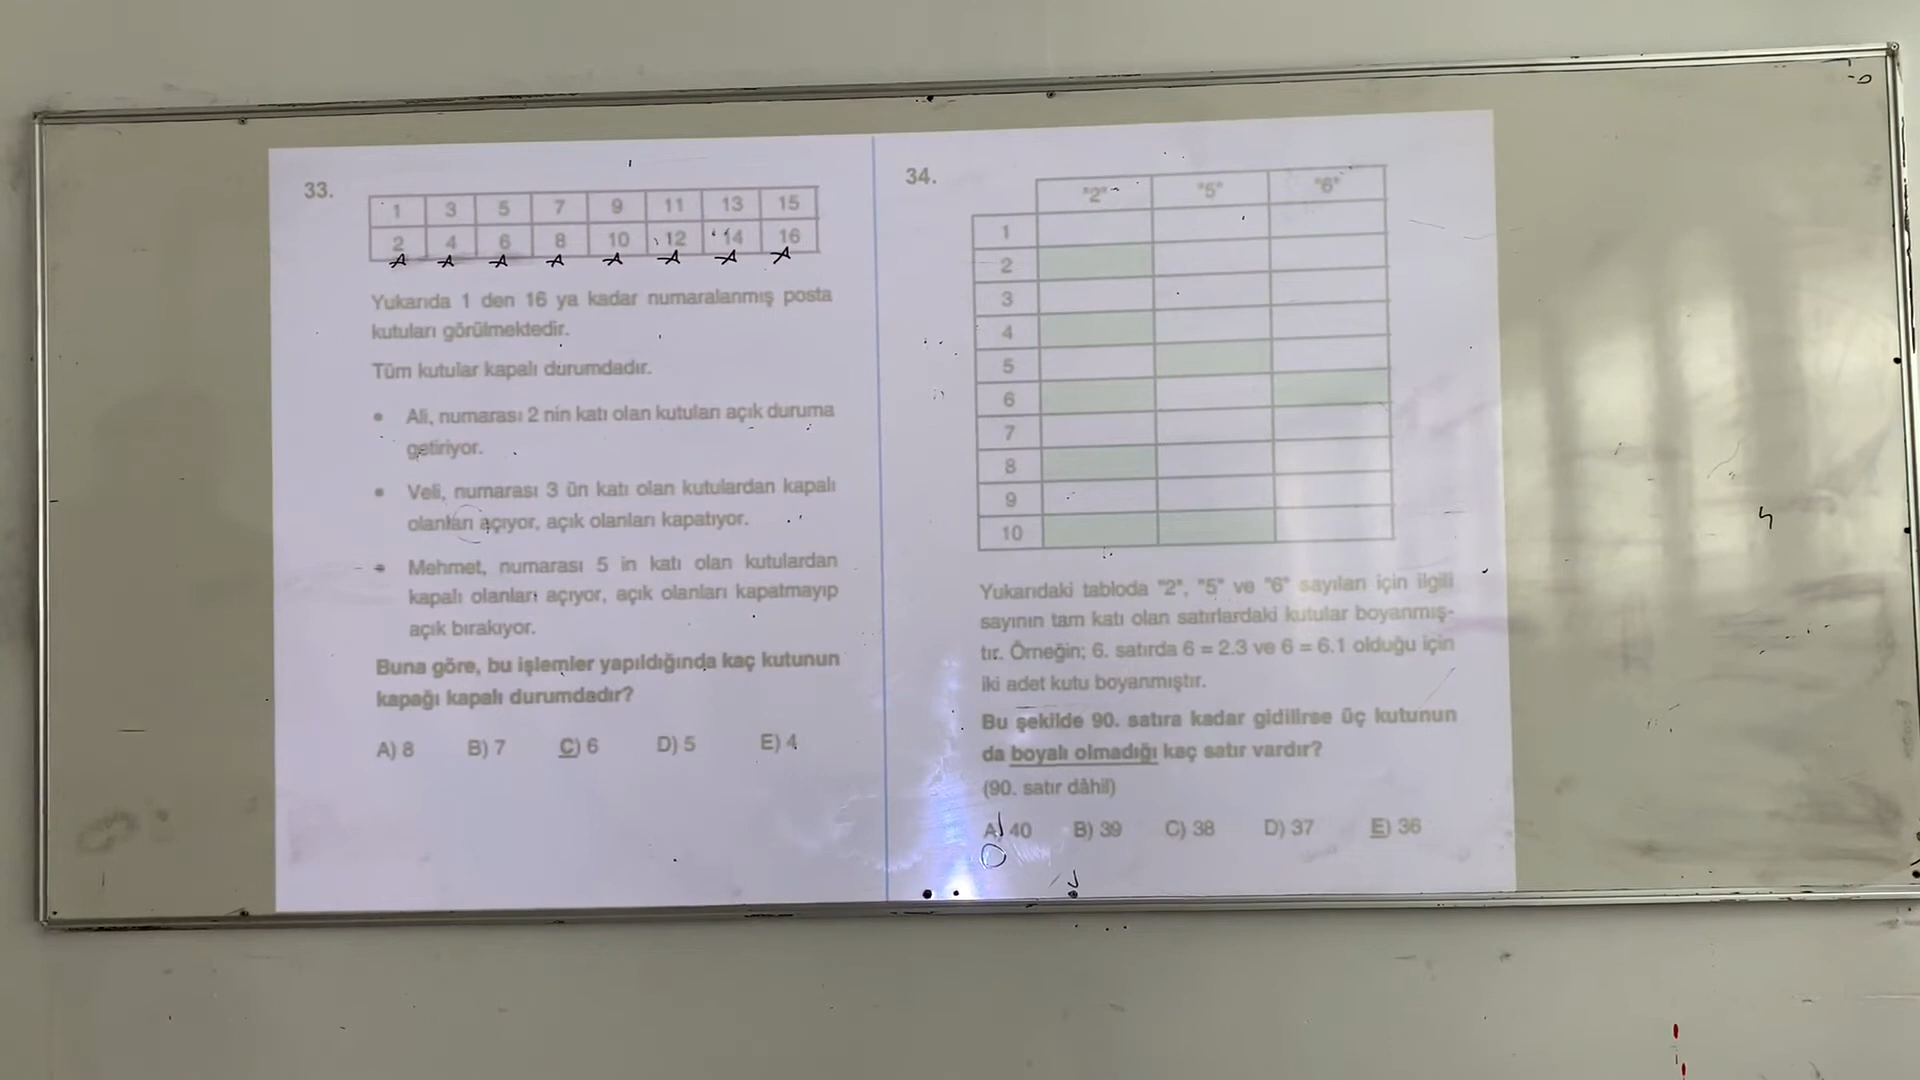 33.
1 3 5 7 9 11 13 15
2 4 6 8 10 12 14 16
A A A A A A A A
Yukarıda 1 den 16 ya kadar numaralanmış posta
kutuları görülmektedir.
Tüm kutular kapalı durumdadır.
• Ali, numarası 2 nin katı olan kutuları açık duruma
getiriyor.
• Veli, numarası 3 ün katı olan kutulardan kapalı
olanları açıyor, açık olanları kapatıyor.
• Mehmet, numarası 5 in katı olan kutulardan
kapalı olanları açıyor, açık olanları kapatmayıp
açık bırakıyor.
Buna göre, bu işlemler yapıldığında kaç kutunun
kapağı kapalı durumdadır?
A) 8 B) 7 C) 6 D) 5 E) 4
34.
"2" "5" "6"
1
2
3
4
5
6
7
8
9
10
Yukarıdaki tabloda "2", "5" ve "6" sayıları için ilgili
sayının tam katı olan satırlardaki kutular boyanmış-
tır. Örneğin; 6. satırda 6 = 2.3 ve 6 = 6.1 olduğu için
iki adet kutu boyanmıştır.
Bu şekilde 90. satıra kadar gidilirse üç kutunun
da boyalı olmadığı kaç satır vardır?
(90. satır dâhil)
A) 40 B) 39 C) 38 D) 37 E) 36